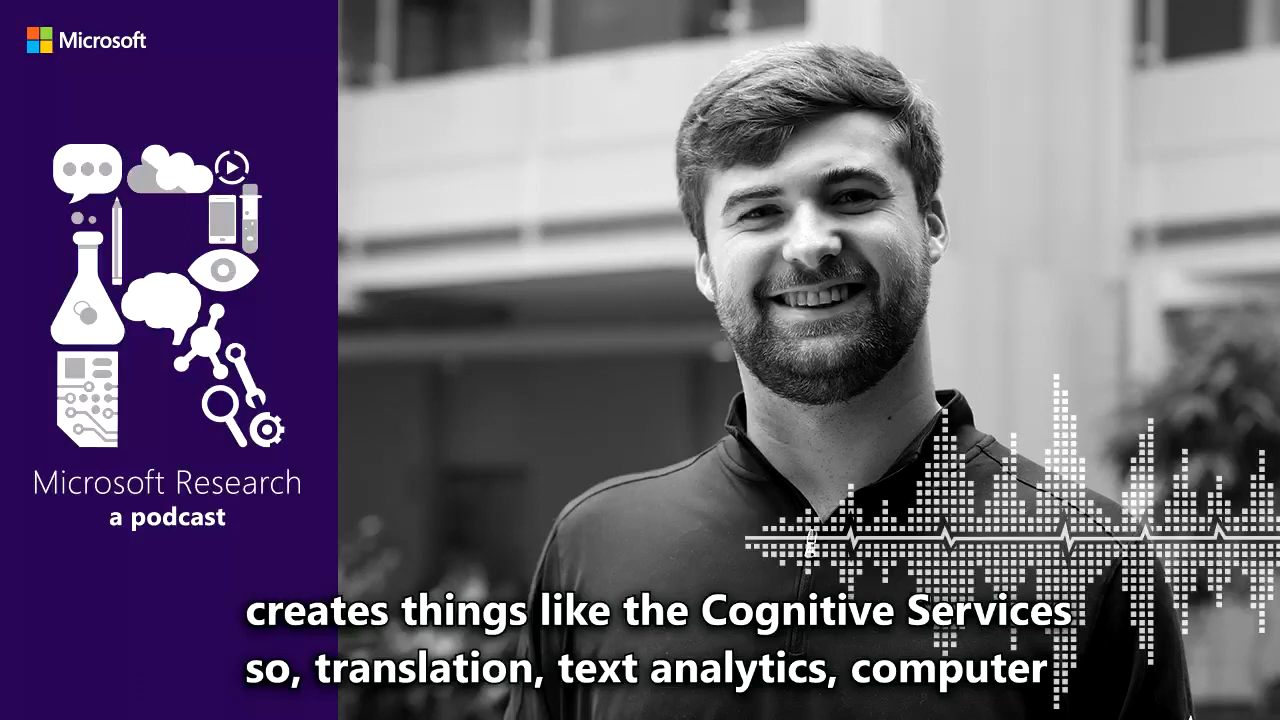 Microsoft
Microsoft Research
a podcast
creates things like the Cognitive Services
so, translation, text analytics, computer